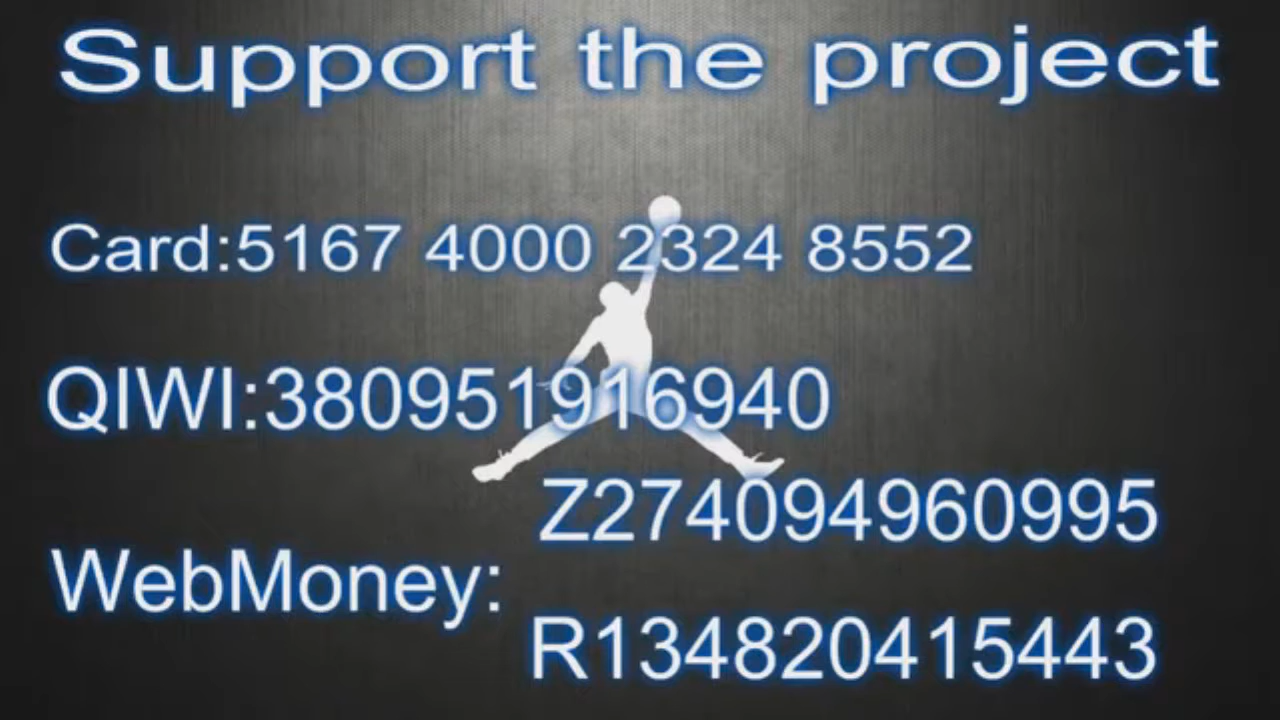 Support the project
Card:5167 4000 2324 8552
QIWI:380951916940
Z274094960995
WebMoney:
R134820415443